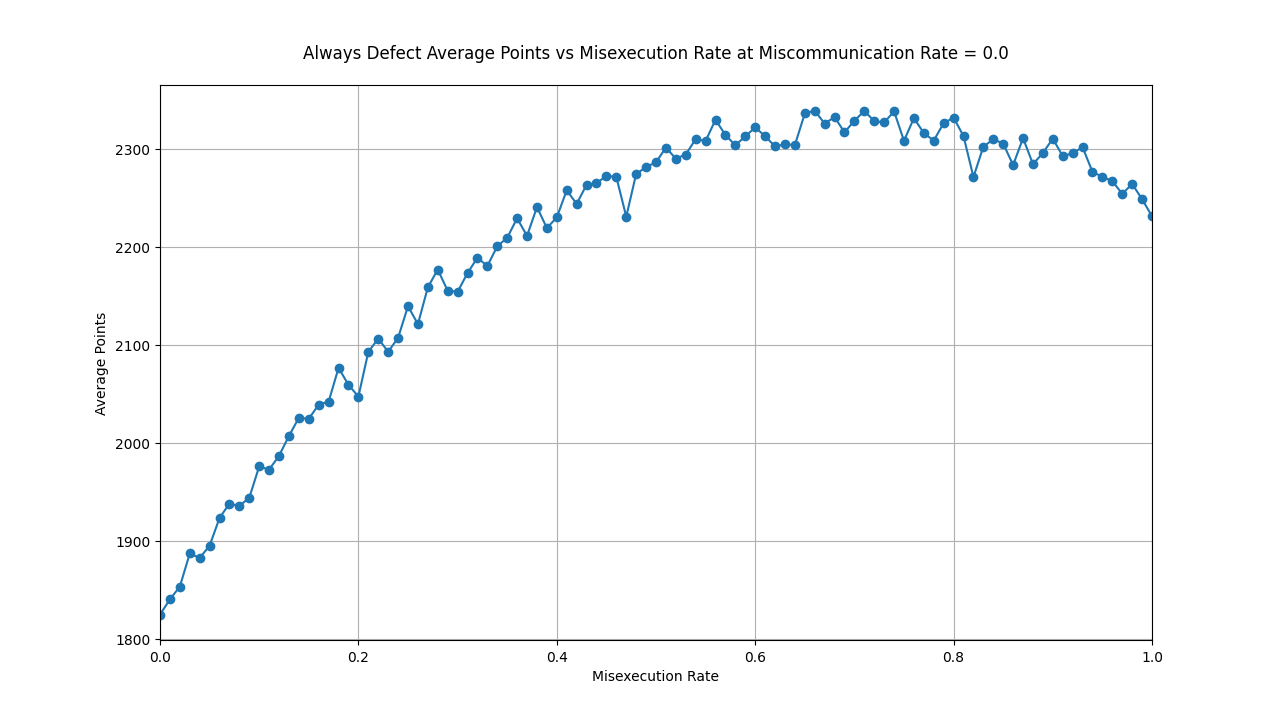 Always Defect Average Points vs Misexecution Rate at Miscommunication Rate = 0.0
Average Points
2300
2200
2100
2000
1900
1800
0.0 0.2 0.4 0.6 0.8 1.0
Misexecution Rate